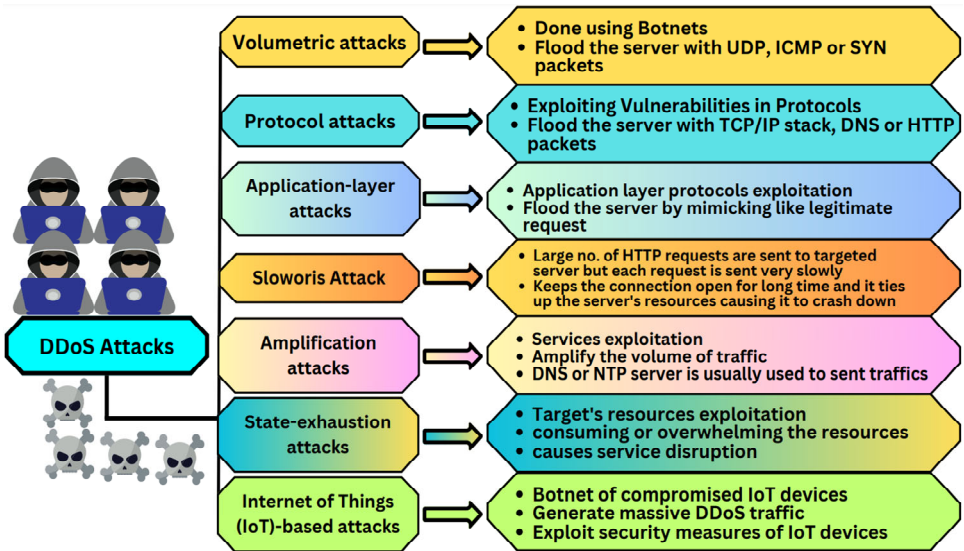 DDoS Attacks
Volumetric attacks
• Done using Botnets
• Flood the server with UDP, ICMP or SYN
packets
Protocol attacks
• Exploiting Vulnerabilities in Protocols
• Flood the server with TCP/IP stack, DNS or HTTP
packets
Application-layer
attacks
• Application layer protocols exploitation
• Flood the server by mimicking like legitimate
request
Sloworis Attack
• Large no. of HTTP requests are sent to targeted
server but each request is sent very slowly
• Keeps the connection open for long time and it ties
up the server's resources causing it to crash down
Amplification
attacks
• Services exploitation
• Amplify the volume of traffic
• DNS or NTP server is usually used to sent traffics
State-exhaustion
attacks
• Target's resources exploitation
• consuming or overwhelming the resources
• causes service disruption
Internet of Things
(IoT)-based attacks
• Botnet of compromised IoT devices
• Generate massive DDoS traffic
• Exploit security measures of IoT devices